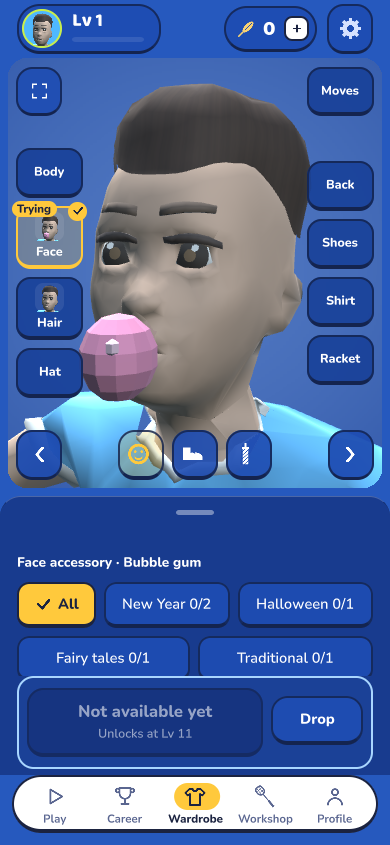 Lv 1
0
+
Moves
Body
Back
Trying
Face
Shoes
Hair
Shirt
Hat
Racket
Face accessory · Bubble gum
All
New Year 0/2
Halloween 0/1
Fairy tales 0/1
Traditional 0/1
Not available yet
Unlocks at Lv 11
Drop
Play
Career
Wardrobe
Workshop
Profile